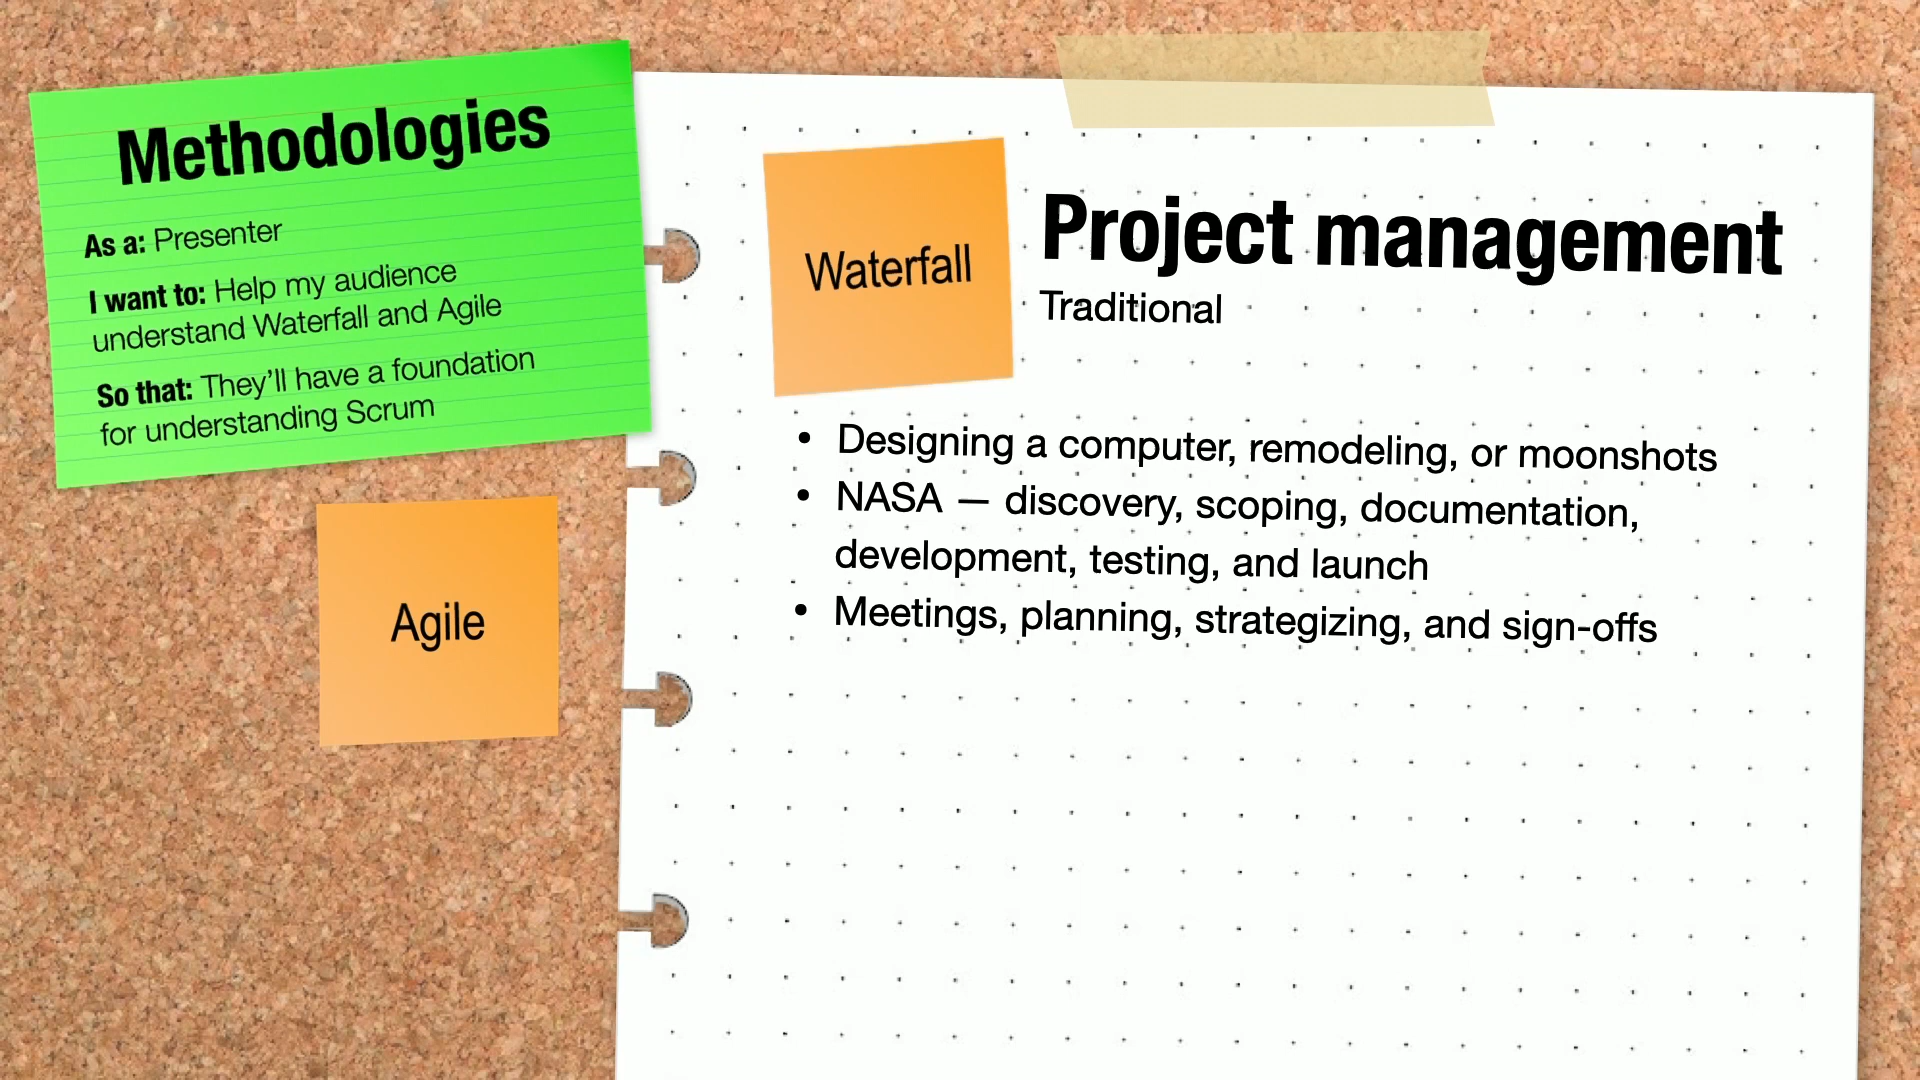 Methodologies
As a: Presenter
I want to: Help my audience
understand Waterfall and Agile
So that: They'll have a foundation
for understanding Scrum
Agile
Waterfall
Project management
Traditional
• Designing a computer, remodeling, or moonshots
• NASA — discovery, scoping, documentation,
development, testing, and launch
• Meetings, planning, strategizing, and sign-offs